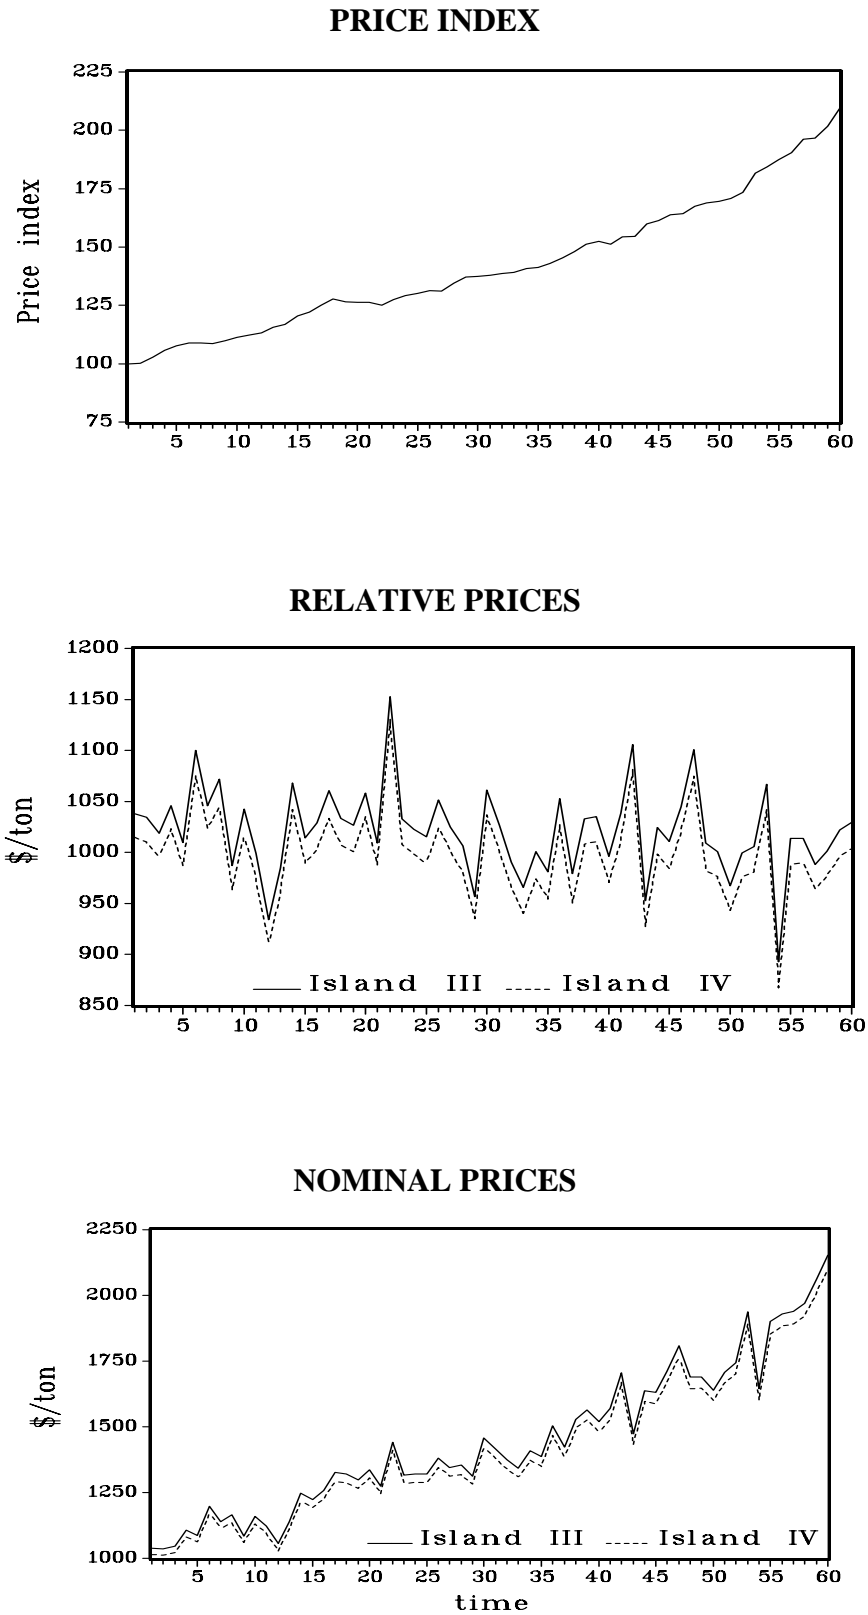 PRICE INDEX
225
200
175
150
125
100
75
Price index
5 10 15 20 25 30 35 40 45 50 55 60
RELATIVE PRICES
1200
1150
1100
1050
1000
950
900
850
$/ton
Island III Island IV
5 10 15 20 25 30 35 40 45 50 55 60
NOMINAL PRICES
2250
2000
1750
1500
1250
1000
$/ton
Island III Island IV
5 10 15 20 25 30 35 40 45 50 55 60
time